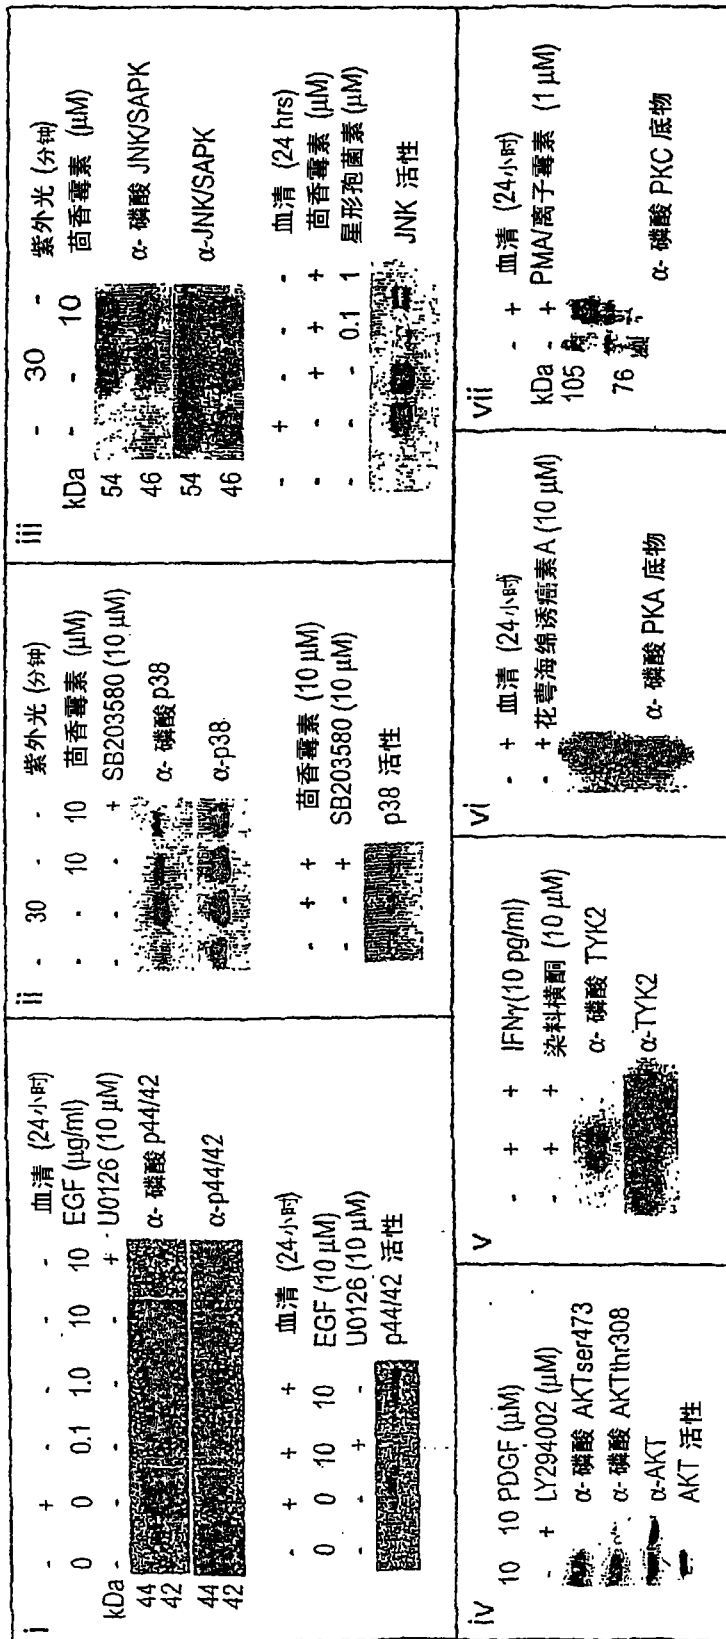 i
- + - - - - 血清 (24小时)
0 0 0.1 1.0 10 10 EGF (μg/ml)
- - - - - + U0126 (10 μM)
kDa
44
42
α- 磷酸 p44/42
44
42
α-p44/42
- + + + 血清 (24小时)
0 0 10 10 EGF (10 μM)
- - + - U0126 (10 μM)
p44/42 活性
ii
- 30 - - 紫外光 (分钟)
- - 10 10 茴香霉素 (μM)
- - - + SB203580 (10 μM)
α- 磷酸 p38
α-p38
- + + 茴香霉素 (10 μM)
- - + SB203580 (10 μM)
p38 活性
iii
- 30 - 紫外光 (分钟)
- - 10 茴香霉素 (μM)
kDa
54
46
α- 磷酸 JNK/SAPK
54
46
α-JNK/SAPK
- + - - - 血清 (24 hrs)
- - + + + 茴香霉素 (μM)
- - - 0.1 1 星形孢菌素 (μM)
JNK 活性
iv
10 10 PDGF (μM)
- + LY294002 (μM)
α- 磷酸 AKTser473
α- 磷酸 AKTthr308
α-AKT
AKT 活性
v
- + + IFNγ (10 pg/ml)
- + + 染料横酮 (10 μM)
α- 磷酸 TYK2
α-TYK2
vi
- + 血清 (24小时)
- + 花萼海绵诱癌素A (10 μM)
α- 磷酸 PKA 底物
vii
- + 血清 (24小时)
kDa - + PMA/离子霉素 (1 μM)
105
76
α- 磷酸 PKC 底物